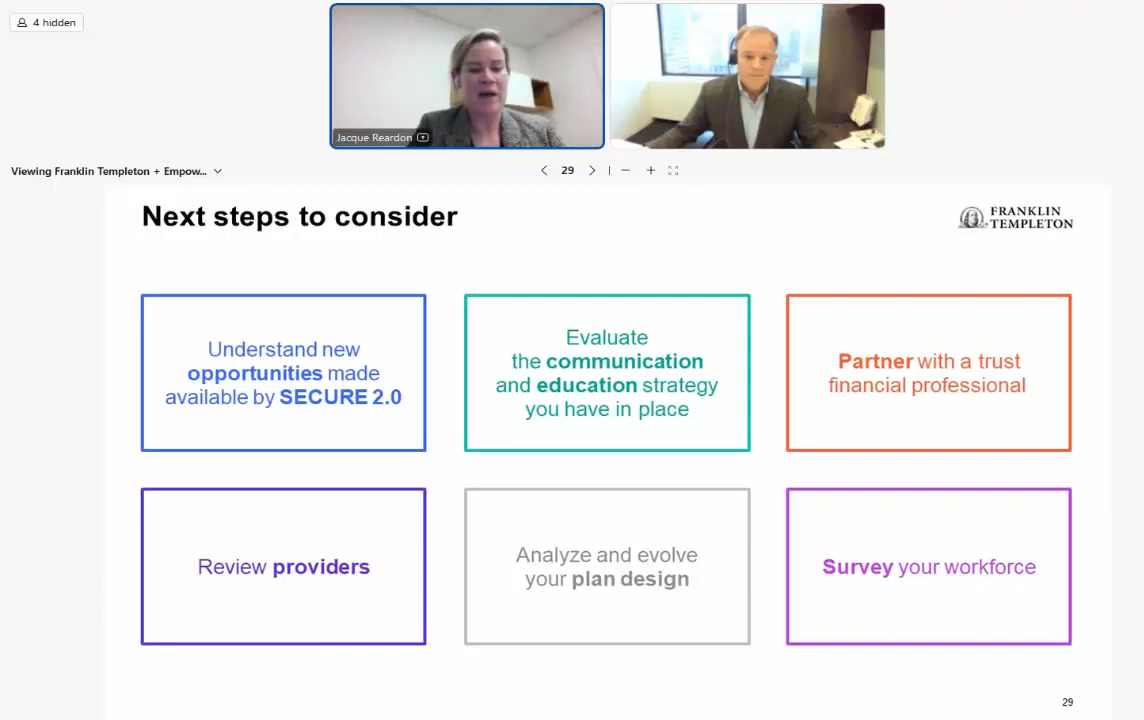 4 hidden
Jacque Reardon
Viewing Franklin Templeton + Empow...
29
Next steps to consider
FRANKLIN
TEMPLETON
Understand new
opportunities made
available by SECURE 2.0
Evaluate
the communication
and education strategy
you have in place
Partner with a trust
financial professional
Review providers
Analyze and evolve
your plan design
Survey your workforce
29